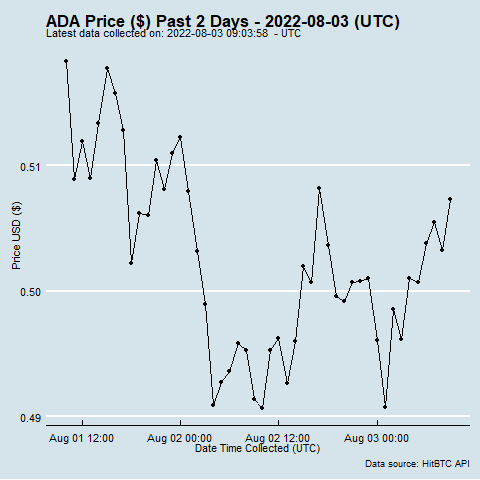 ADA Price ($) Past 2 Days - 2022-08-03 (UTC)
Latest data collected on: 2022-08-03 09:03:58  - UTC
0.51
0.50
0.49
Price USD ($)
Aug 01 12:00
Aug 02 00:00
Aug 02 12:00
Aug 03 00:00
Date Time Collected (UTC)
Data source: HitBTC API